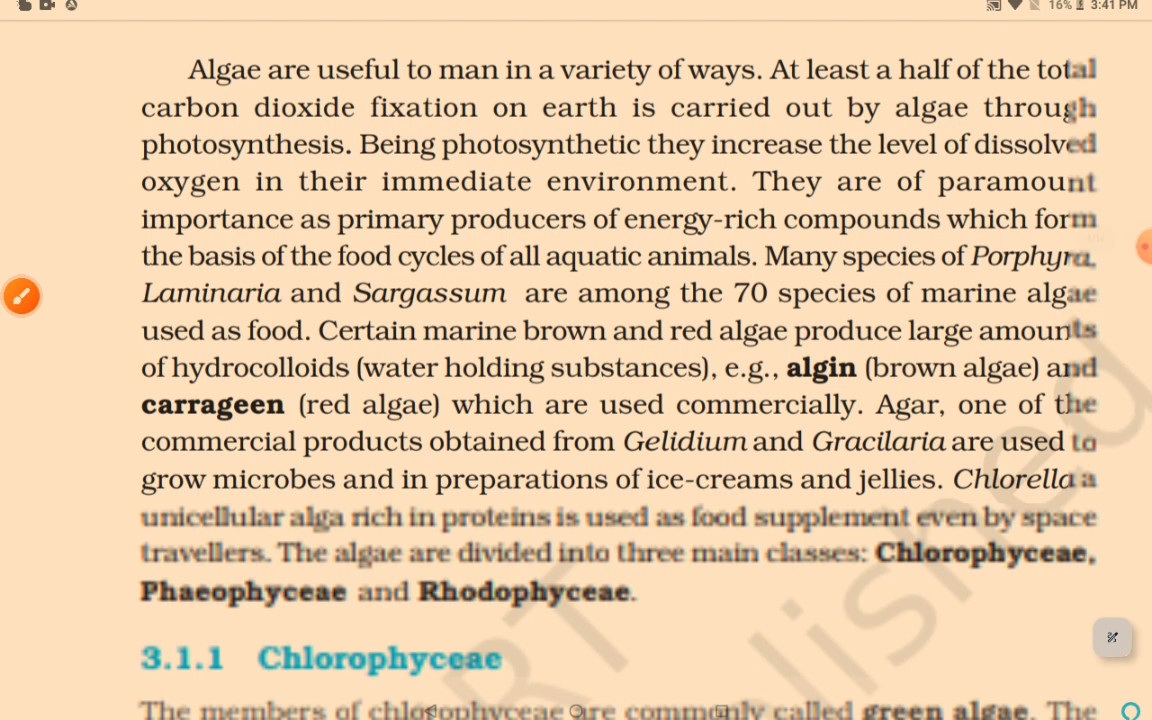 16% 3:41 PM
Algae are useful to man in a variety of ways. At least a half of the total
carbon dioxide fixation on earth is carried out by algae through
photosynthesis. Being photosynthetic they increase the level of dissolved
oxygen in their immediate environment. They are of paramount
importance as primary producers of energy-rich compounds which form
the basis of the food cycles of all aquatic animals. Many species of Porphyra,
Laminaria and Sargassum are among the 70 species of marine algae
used as food. Certain marine brown and red algae produce large amounts
of hydrocolloids (water holding substances), e.g., algin (brown algae) and
carrageen (red algae) which are used commercially. Agar, one of the
commercial products obtained from Gelidium and Gracilaria are used to
grow microbes and in preparations of ice-creams and jellies. Chlorella a
unicellular alga rich in proteins is used as food supplement even by space
travellers. The algae are divided into three main classes: Chlorophyceae,
Phaeophyceae and Rhodophyceae.
3.1.1 Chlorophyceae
The members of chlorophyceae are commonly called green algae. The